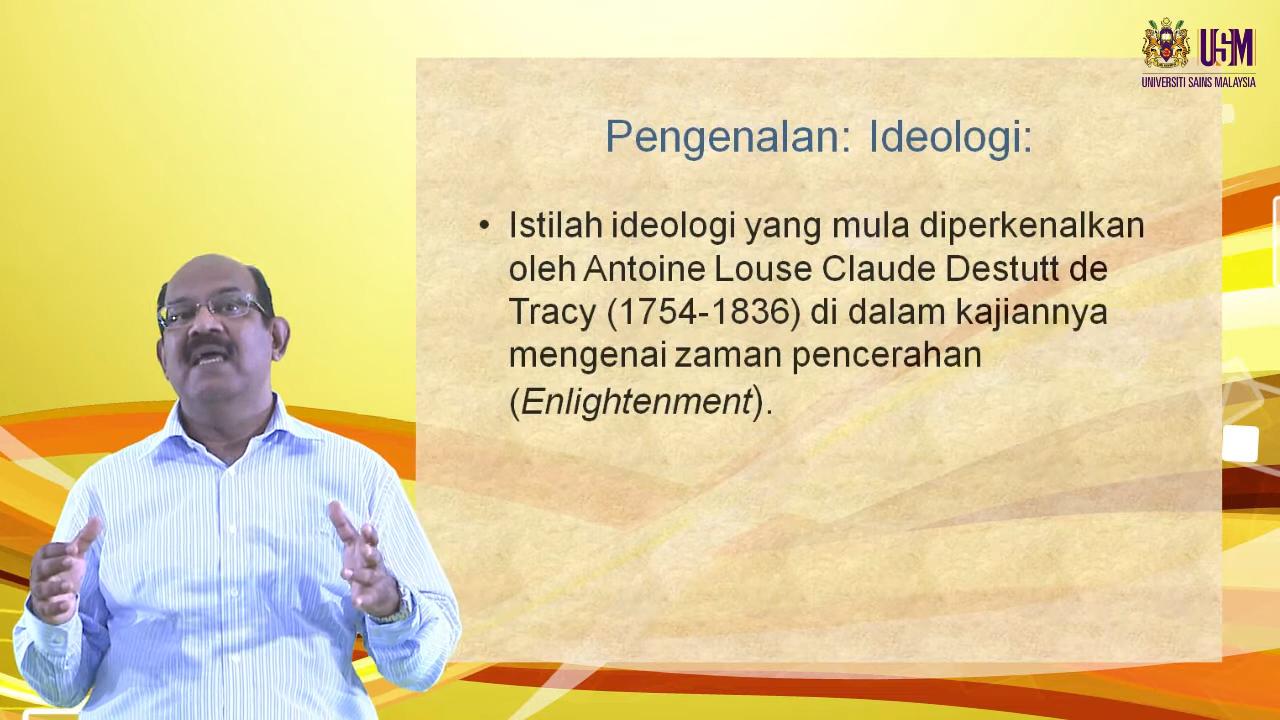 USM
UNIVERSITI SAINS MALAYSIA
Pengenalan: Ideologi:
• Istilah ideologi yang mula diperkenalkan
oleh Antoine Louse Claude Destutt de
Tracy (1754-1836) di dalam kajiannya
mengenai zaman pencerahan
(Enlightenment).